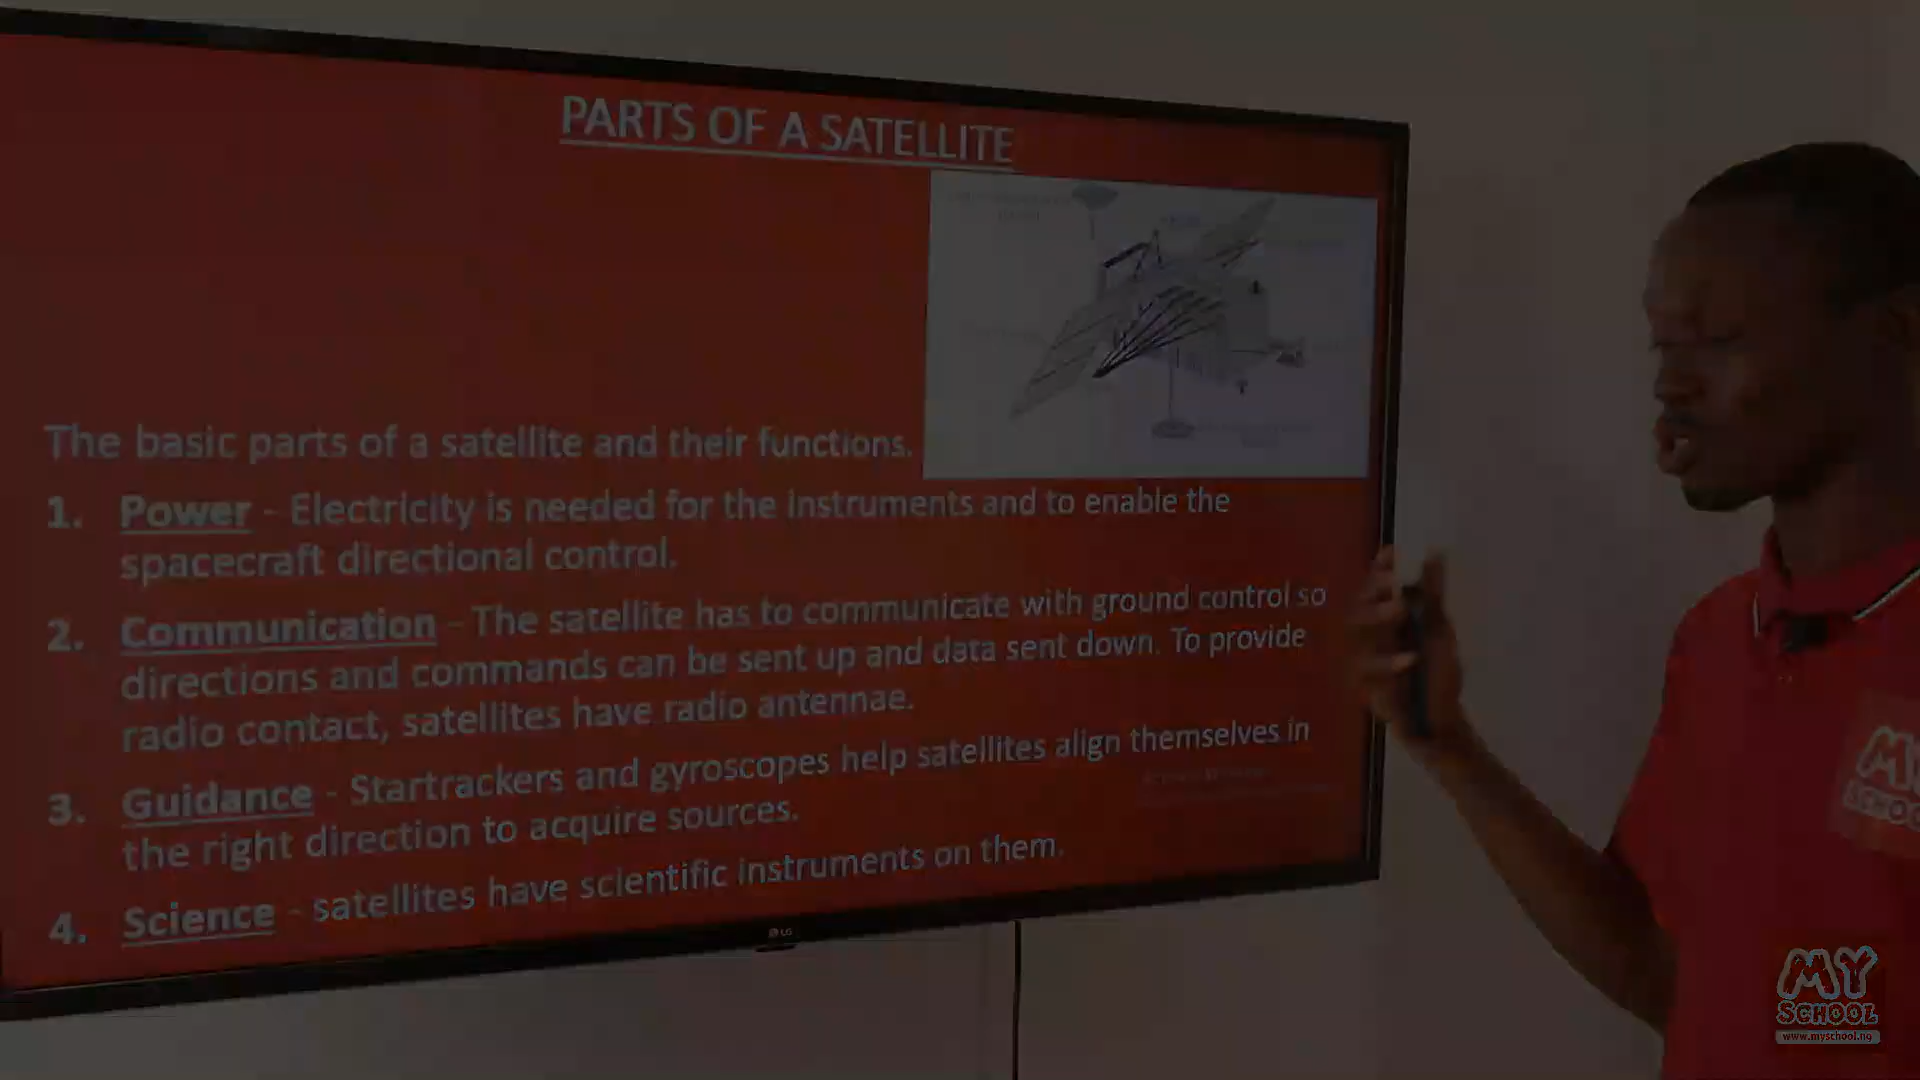 PARTS OF A SATELLITE
The basic parts of a satellite and their functions.
1. Power - Electricity is needed for the instruments and to enable the
spacecraft directional control.
2. Communication - The satellite has to communicate with ground control so
directions and commands can be sent up and data sent down. To provide
radio contact, satellites have radio antennae.
3. Guidance - Startrackers and gyroscopes help satellites align themselves in
the right direction to acquire sources.
4. Science - satellites have scientific instruments on them.
LG
MY
SCHOOL
MY
SCHOOL
www.myschool.ng